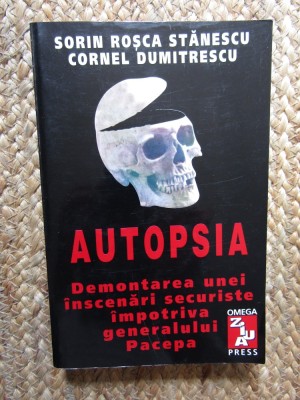 SORIN ROȘCA STĂNESCU
CORNEL DUMITRESCU
AUTOPSIA
Demontarea unei
înscenări securiste
împotriva
generalului
Pacepa
OMEGA
ZIUA
PRESS